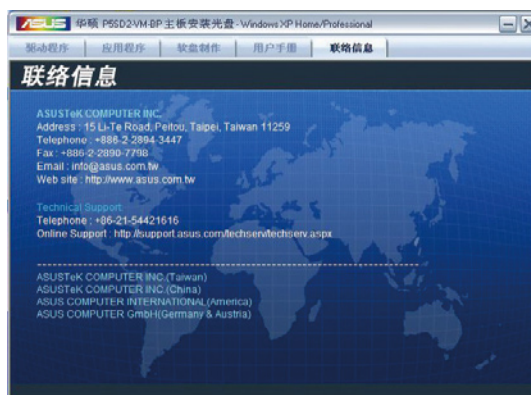 ASUS 华硕 P5SD2-VM-BP 主板安装光盘 - Windows XP Home/Professional
驱动程序 应用程序 软盘制作 用户手册 联络信息
联络信息
ASUSTeK COMPUTER INC.
Address : 15 Li-Te Road, Peitou, Taipei, Taiwan 11259
Telephone : +886-2-2894-3447
Fax : +886-2-2890-7798
Email : info@asus.com.tw
Web site : http://www.asus.com.tw
Technical Support
Telephone : +86-21-54421616
Online Support : http://support.asus.com/techserv/techserv.aspx
ASUSTeK COMPUTER INC.(Taiwan)
ASUSTeK COMPUTER INC.(China)
ASUS COMPUTER INTERNATIONAL(America)
ASUS COMPUTER GmbH(Germany & Austria)